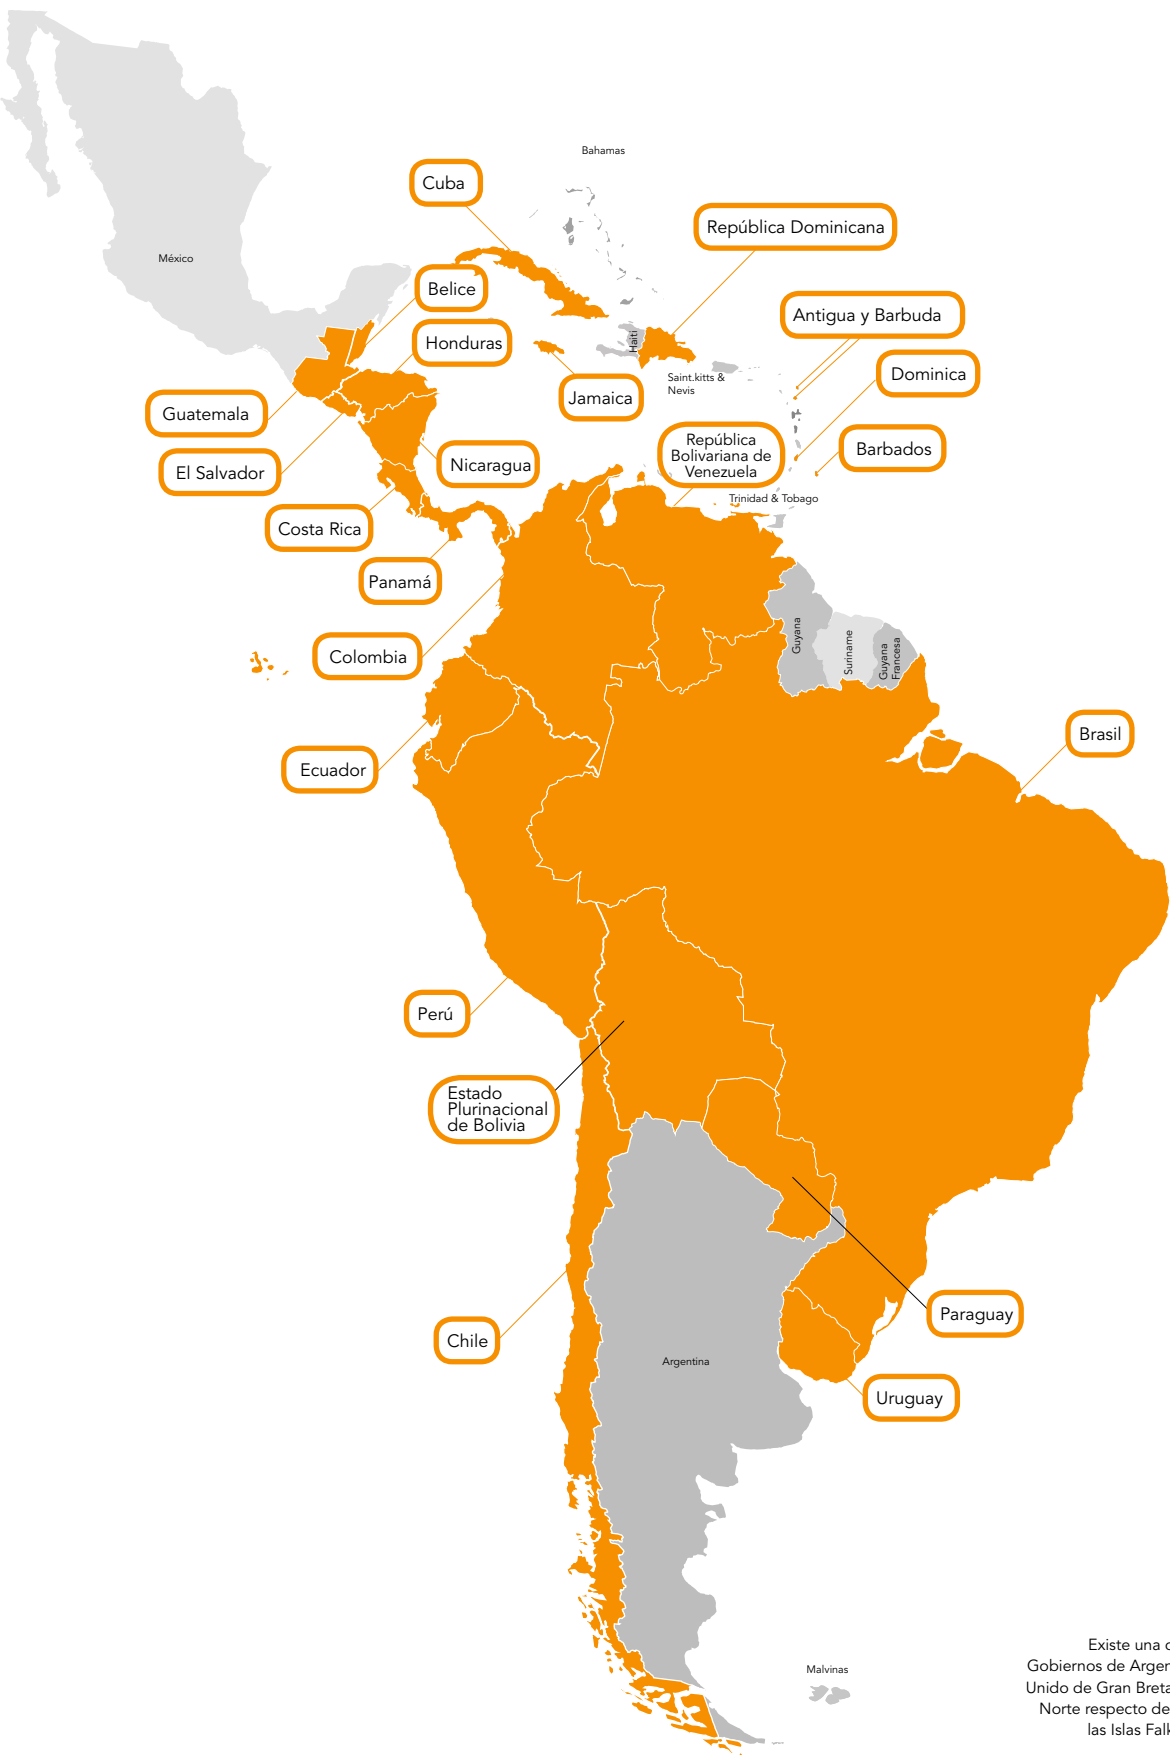 Bahamas
Cuba
República Dominicana
México
Belice
Antigua y Barbuda
Honduras
Haití
Dominica
Saint.kitts &
Nevis
Jamaica
Guatemala
República
Bolivariana de
Venezuela
Barbados
El Salvador
Nicaragua
Trinidad & Tobago
Costa Rica
Panamá
Guyana
Suriname
Guyana
Francesa
Colombia
Brasil
Ecuador
Perú
Estado
Plurinacional
de Bolivia
Paraguay
Chile
Argentina
Uruguay
Malvinas
Existe una
Gobiernos de
Unido de Gran
Norte respecto
las Islas